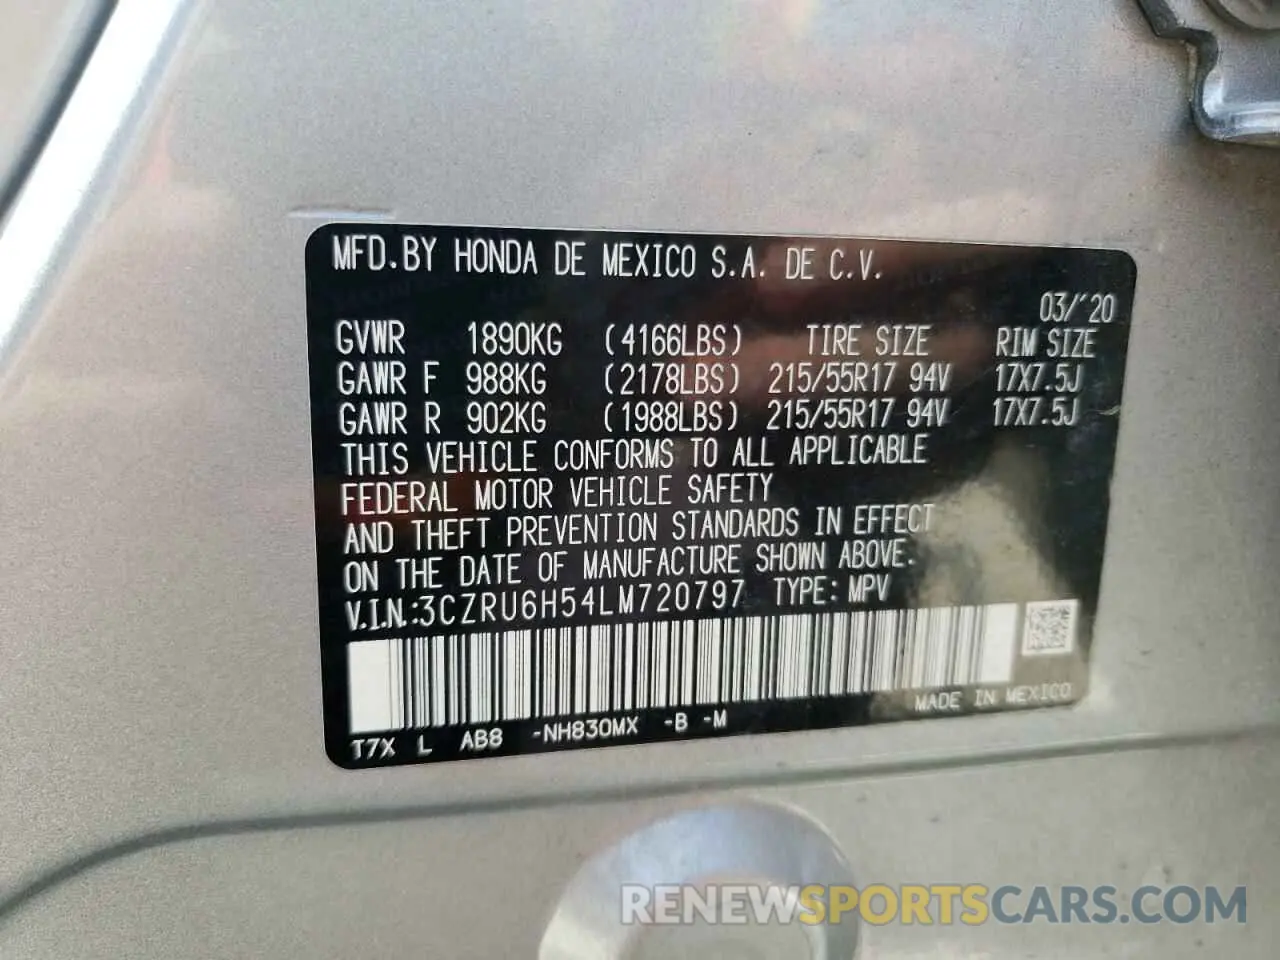 MFD.BY HONDA DE MEXICO S.A. DE C.V.
03/'20
GVWR 1890KG (4166LBS) TIRE SIZE RIM SIZE
GAWR F 988KG (2178LBS) 215/55R17 94V 17X7.5J
GAWR R 902KG (1988LBS) 215/55R17 94V 17X7.5J
THIS VEHICLE CONFORMS TO ALL APPLICABLE
FEDERAL MOTOR VEHICLE SAFETY
AND THEFT PREVENTION STANDARDS IN EFFECT
ON THE DATE OF MANUFACTURE SHOWN ABOVE.
V.I.N.:3CZRU6H54LM720797 TYPE: MPV
MADE IN MEXICO
T7X L AB8 -NH830MX -B -M
RENEWSPORTSCARS.COM